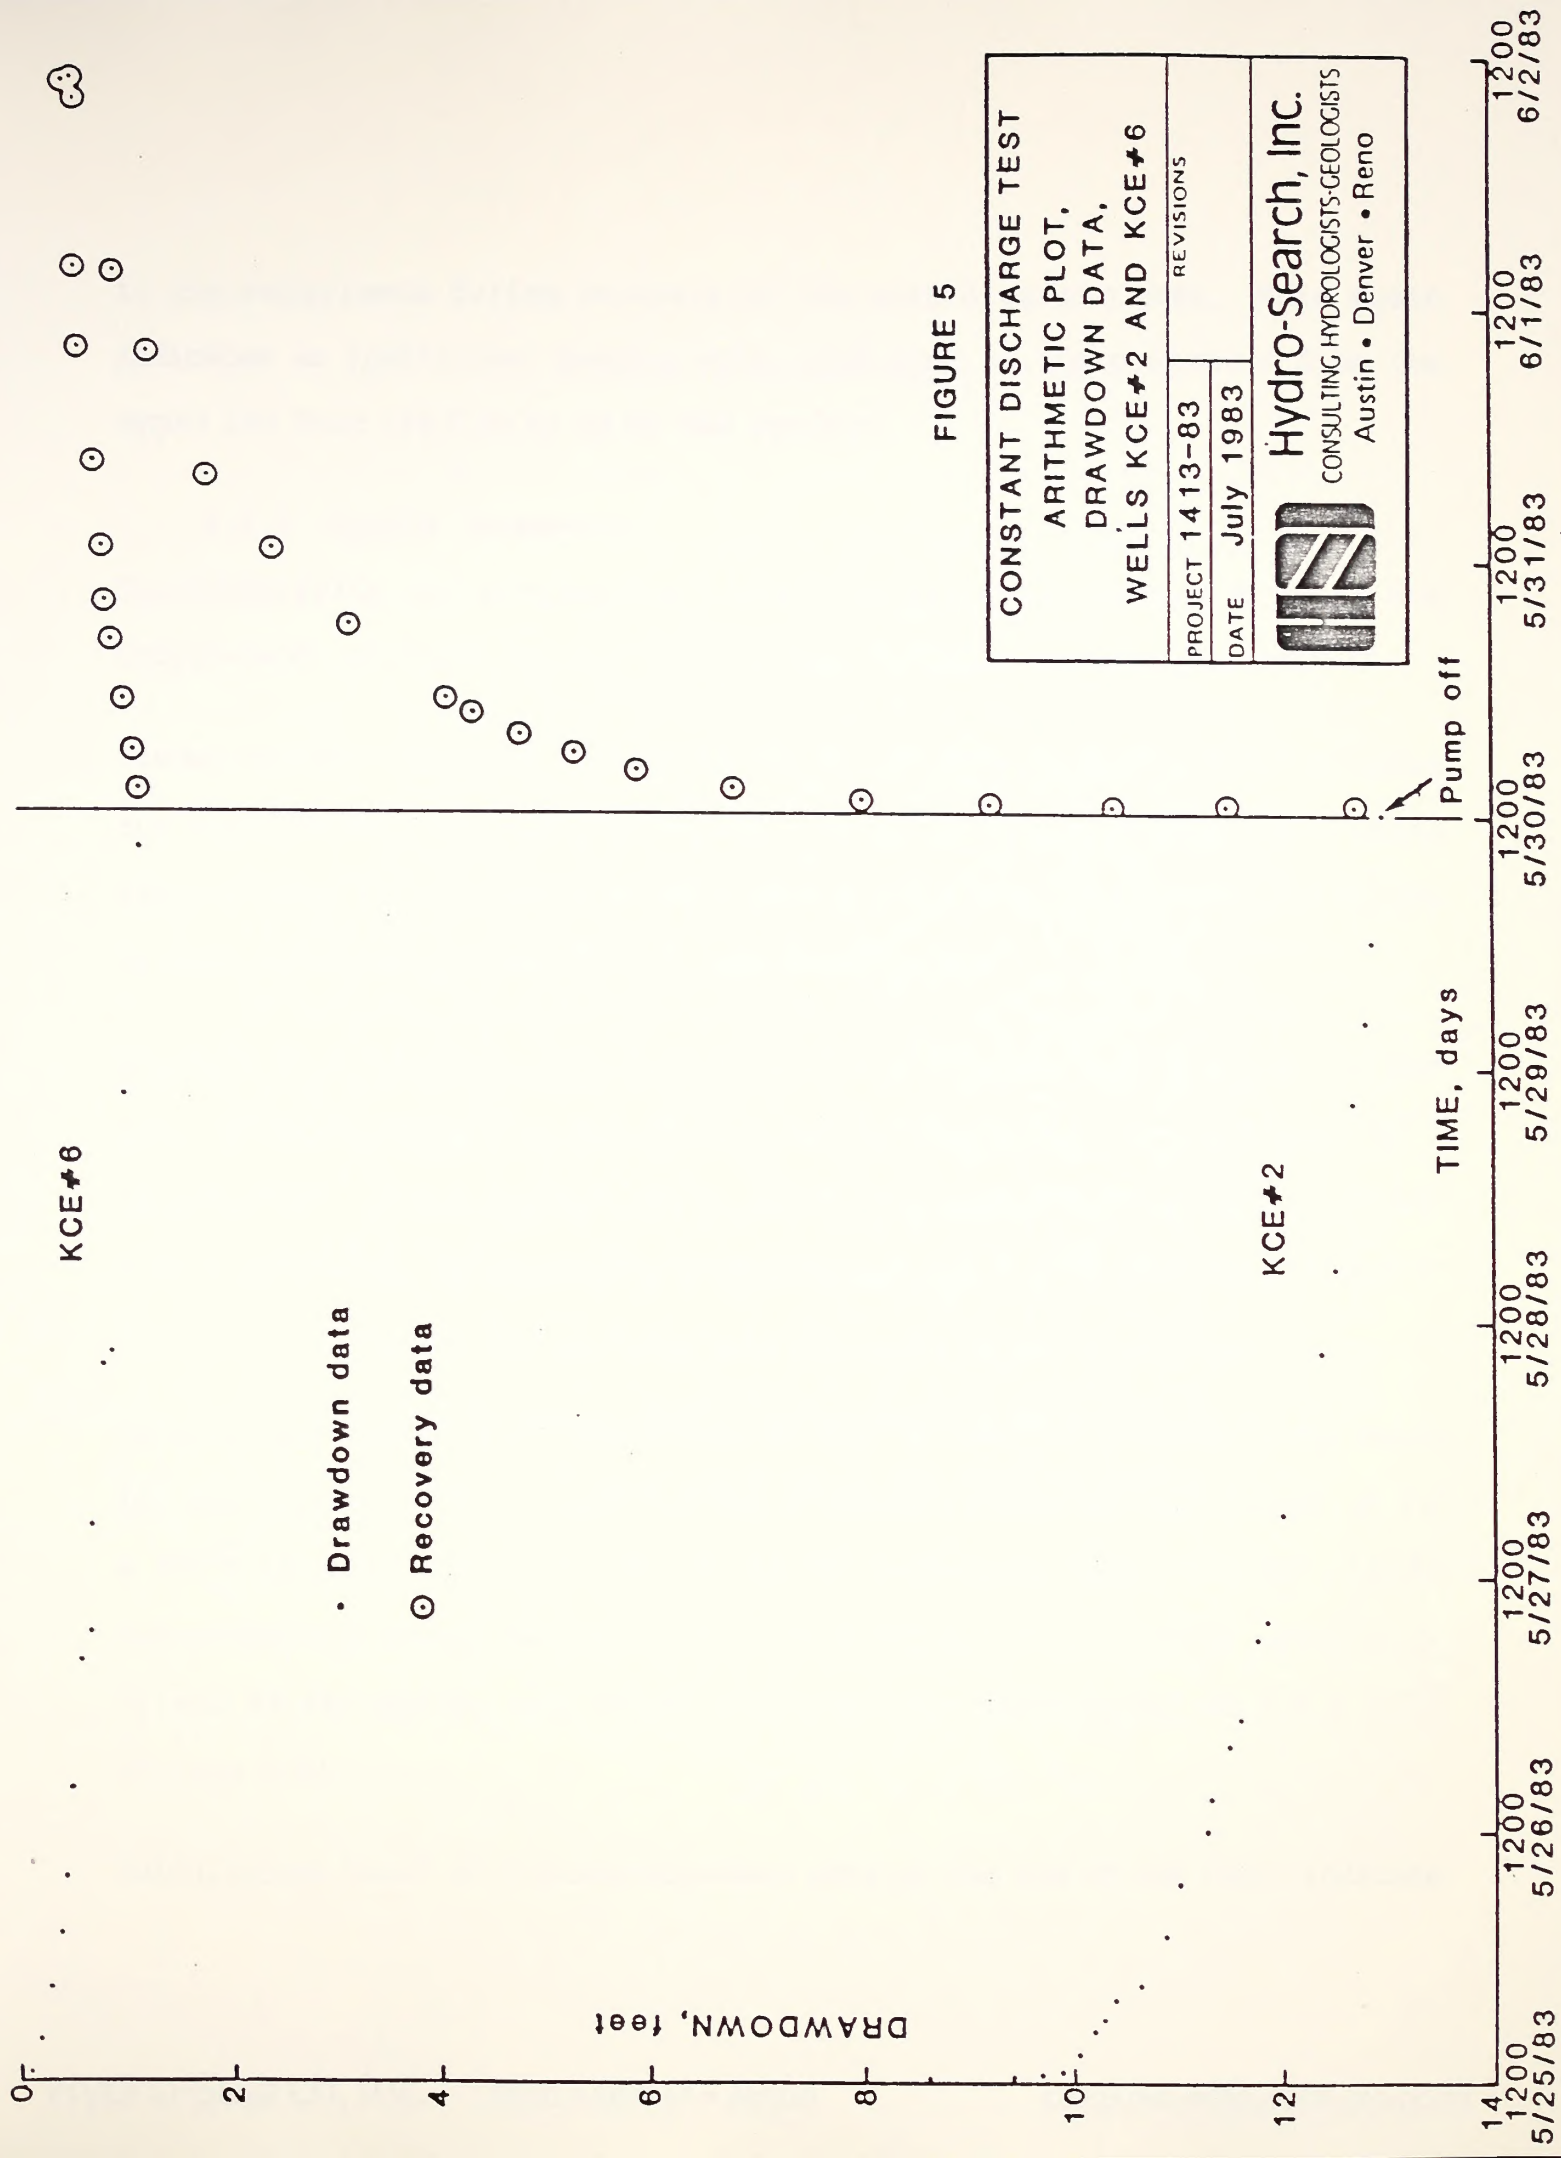 KCE#6
• Drawdown data
⊙ Recovery data
KCE#2
DRAWDOWN, feet
0
2
4
6
8
10
12
14
TIME, days
Pump off
1200
5/25/83
1200
5/26/83
1200
5/27/83
1200
5/28/83
1200
5/29/83
1200
5/30/83
1200
5/31/83
1200
6/1/83
1200
6/2/83
FIGURE 5
CONSTANT DISCHARGE TEST
ARITHMETIC PLOT,
DRAWDOWN DATA,
WELLS KCE#2 AND KCE#6
PROJECT 1413-83
REVISIONS
DATE July 1983
Hydro-Search, Inc.
CONSULTING HYDROLOGISTS-GEOLOGISTS
Austin • Denver • Reno